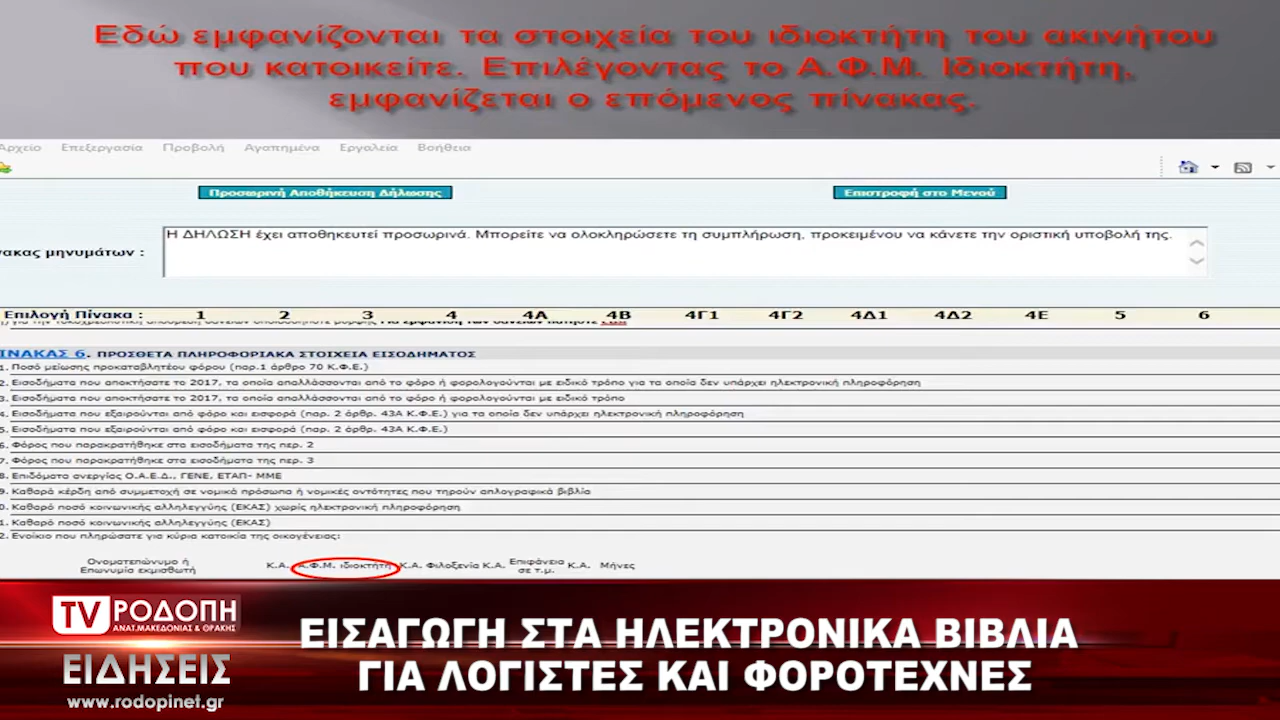 Εδώ εμφανίζονται τα στοιχεία του ιδιοκτήτη του ακινήτου
που κατοικείτε. Επιλέγοντας το Α.Φ.Μ. Ιδιοκτήτη,
εμφανίζεται ο επόμενος πίνακας.
Αρχείο Επεξεργασία Προβολή Αγαπημένα Εργαλεία Βοήθεια
Προσωρινή Αποθήκευση Δήλωσης Επιστροφή στο Μενού
νακας μηνυμάτων : Η ΔΗΛΩΣΗ έχει αποθηκευτεί προσωρινά. Μπορείτε να ολοκληρώσετε τη συμπλήρωση, προκειμένου να κάνετε την οριστική υποβολή της.
Επιλογή Πίνακα : 1 2 3 4 4Α 4Β 4Γ1 4Γ2 4Δ1 4Δ2 4Ε 5 6
ΙΝΑΚΑΣ 6. ΠΡΟΣΘΕΤΑ ΠΛΗΡΟΦΟΡΙΑΚΑ ΣΤΟΙΧΕΙΑ ΕΙΣΟΔΗΜΑΤΟΣ
1. Ποσό μείωσης προκαταβλητέου φόρου (παρ.1 άρθρο 70 Κ.Φ.Ε.)
2. Εισοδήματα που αποκτήσατε το 2017, τα οποία απαλλάσσονται από το φόρο ή φορολογούνται με ειδικό τρόπο για τα οποία δεν υπάρχει ηλεκτρονική πληροφόρηση
3. Εισοδήματα που αποκτήσατε το 2017, τα οποία απαλλάσσονται από το φόρο ή φορολογούνται με ειδικό τρόπο
4. Εισοδήματα που εξαιρούνται από φόρο και εισφορά (παρ. 2 άρθρ. 43Α Κ.Φ.Ε.) για τα οποία δεν υπάρχει ηλεκτρονική πληροφόρηση
5. Εισοδήματα που εξαιρούνται από φόρο και εισφορά (παρ. 2 άρθρ. 43Α Κ.Φ.Ε.)
6. Φόρος που παρακρατήθηκε στα εισοδήματα της περ. 2
7. Φόρος που παρακρατήθηκε στα εισοδήματα της περ. 3
8. Επιδόματα ανεργίας Ο.Α.Ε.Δ., ΓΕΝΕ, ΕΤΑΠ- ΜΜΕ
9. Καθαρά κέρδη από συμμετοχή σε νομικά πρόσωπα ή νομικές οντότητες που τηρούν απλογραφικά βιβλία
0. Καθαρό ποσό κοινωνικής αλληλεγγύης (ΕΚΑΣ) χωρίς ηλεκτρονική πληροφόρηση
1. Καθαρό ποσό κοινωνικής αλληλεγγύης (ΕΚΑΣ)
2. Ενοίκιο που πληρώσατε για κύρια κατοικία της οικογένειας:
Ονοματεπώνυμο ή
Επωνυμία εκμισθωτή Κ.Α. Α.Φ.Μ. ιδιοκτήτη Κ.Α. Φιλοξενία Κ.Α. Επιφάνεια
σε τ.μ. Κ.Α. Μήνες
TV ΡΟΔΟΠΗ
ΑΝΑΤ.ΜΑΚΕΔΟΝΙΑΣ & ΘΡΑΚΗΣ
ΕΙΔΗΣΕΙΣ
www.rodopinet.gr
ΕΙΣΑΓΩΓΗ ΣΤΑ ΗΛΕΚΤΡΟΝΙΚΑ ΒΙΒΛΙΑ
ΓΙΑ ΛΟΓΙΣΤΕΣ ΚΑΙ ΦΟΡΟΤΕΧΝΕΣ